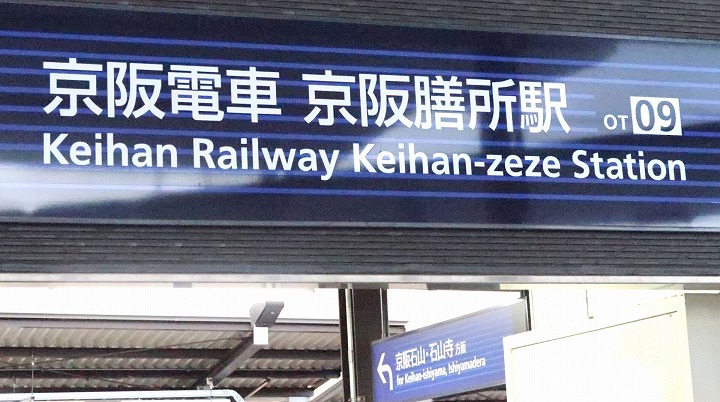 京阪電車 京阪膳所駅 OT 09
Keihan Railway Keihan-zeze Station
京阪石山・石山寺 方面
for Keihan-ishiyama, Ishiyamadera